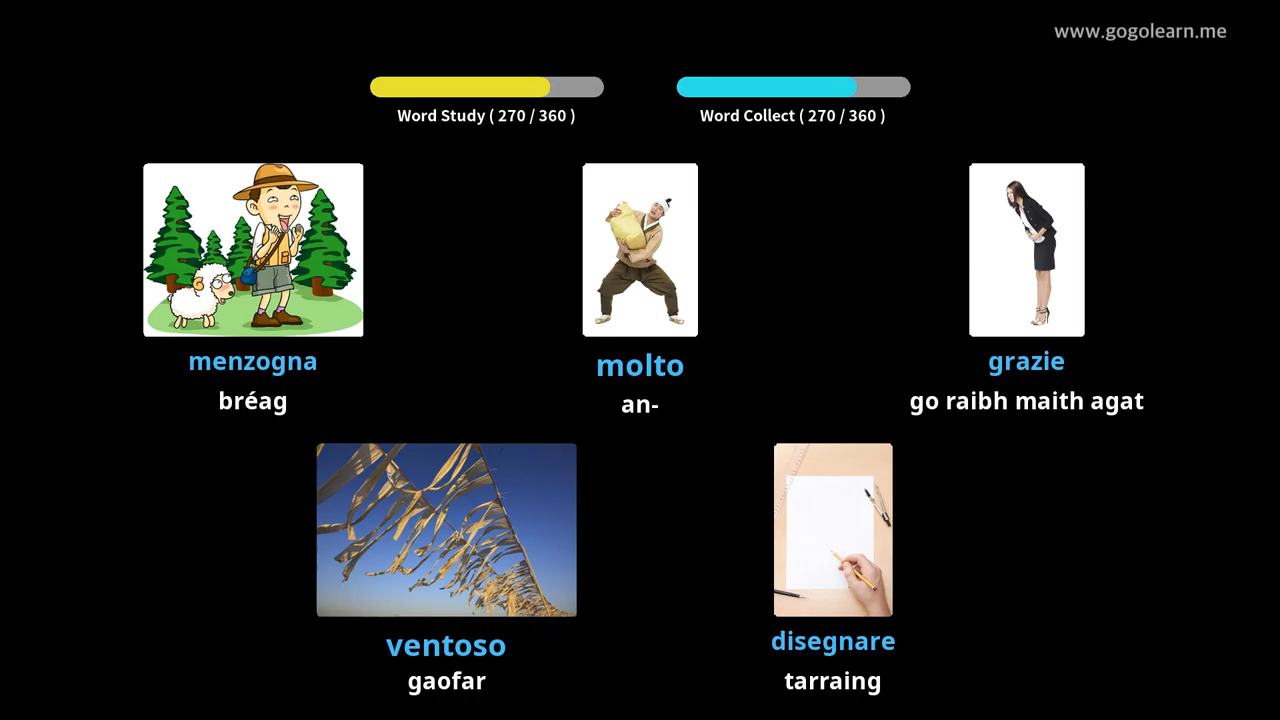 www.gogolearn.me
Word Study ( 270 / 360 )
Word Collect ( 270 / 360 )
menzogna
bréag
molto
an-
grazie
go raibh maith agat
ventoso
gaofar
disegnare
tarraing